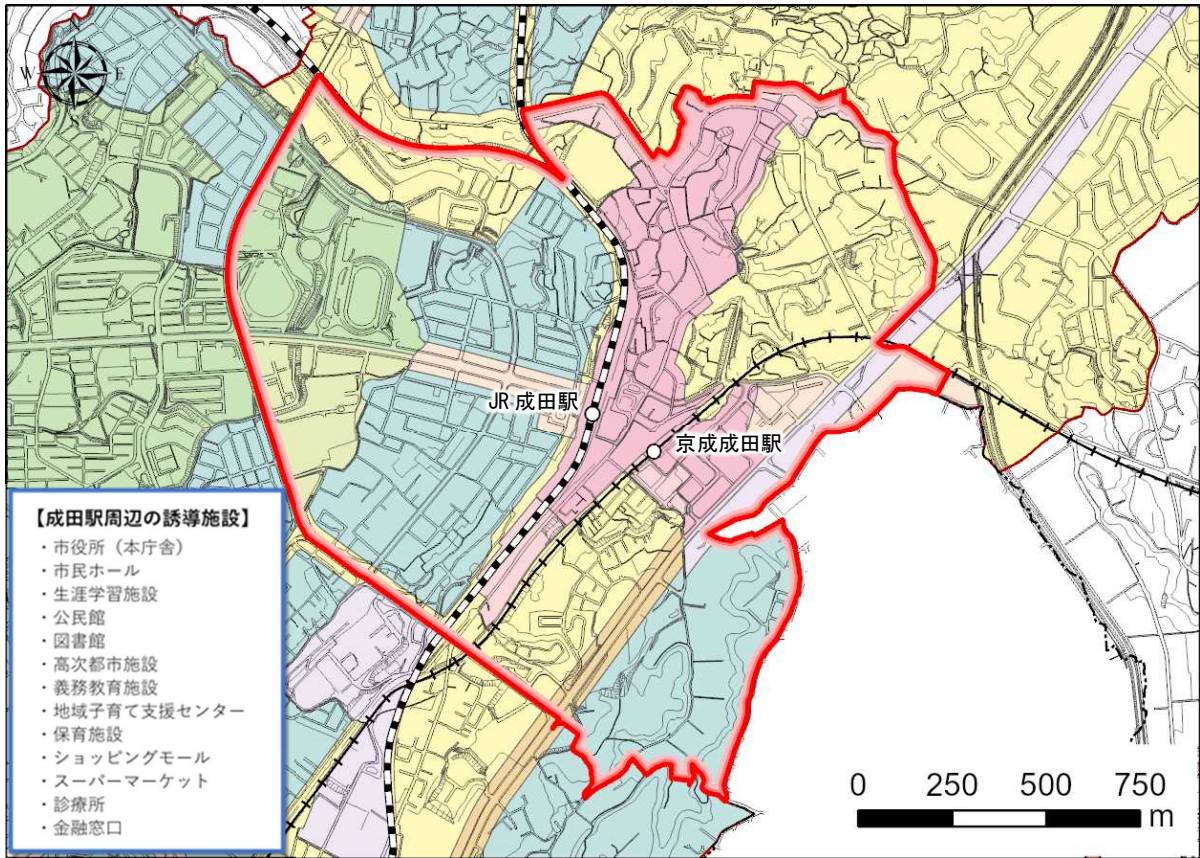 N
W
E
S
JR成田駅
京成成田駅
【成田駅周辺の誘導施設】
・市役所（本庁舎）
・市民ホール
・生涯学習施設
・公民館
・図書館
・高次都市施設
・義務教育施設
・地域子育て支援センター
・保育施設
・ショッピングモール
・スーパーマーケット
・診療所
・金融窓口
0 250 500 750
m